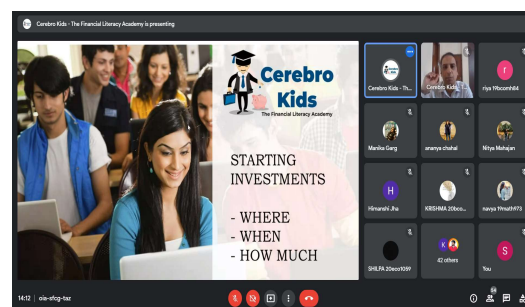 Cerebro Kids - The Financial Literacy Academy is presenting
Cerebro
Kids
The Financial Literacy Academy
STARTING
INVESTMENTS
- WHERE
- WHEN
- HOW MUCH
Cerebro Kids - Th...
Cerebro Kids
r
riya 19bcomh84
Manika Garg
ananya chahal
Nitya Mahajan
H
Himanshi Jha
KRISHMA 20bco...
navya 19math973
SHILPA 20eco1059
K
42 others
S
You
14:12
oie-sfcg-taz
54